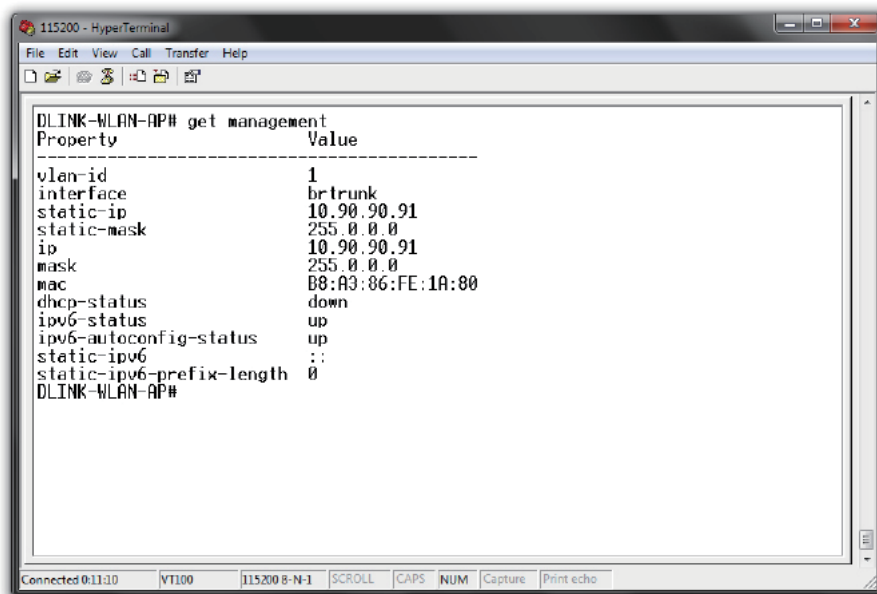 115200 - HyperTerminal
File Edit View Call Transfer Help
DLINK-WLAN-AP# get management
Property Value
--------------------------------------------
vlan-id 1
interface brtrunk
static-ip 10.90.90.91
static-mask 255.0.0.0
ip 10.90.90.91
mask 255.0.0.0
mac B8:A3:86:FE:1A:80
dhcp-status down
ipv6-status up
ipv6-autoconfig-status up
static-ipv6 ::
static-ipv6-prefix-length 0
DLINK-WLAN-AP#
Connected 0:11:10 VT100 115200 8-N-1 SCROLL CAPS NUM Capture Print echo